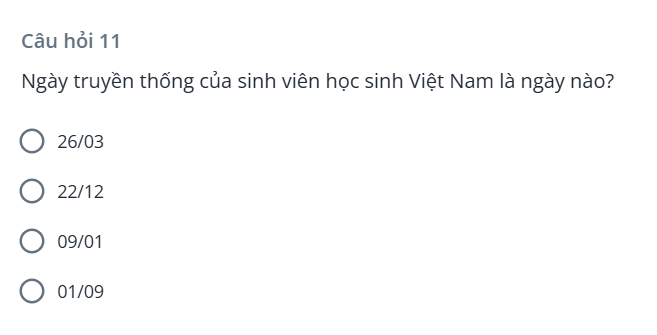 Câu hỏi 11
Ngày truyền thống của sinh viên học sinh Việt Nam là ngày nào?
26/03
22/12
09/01
01/09